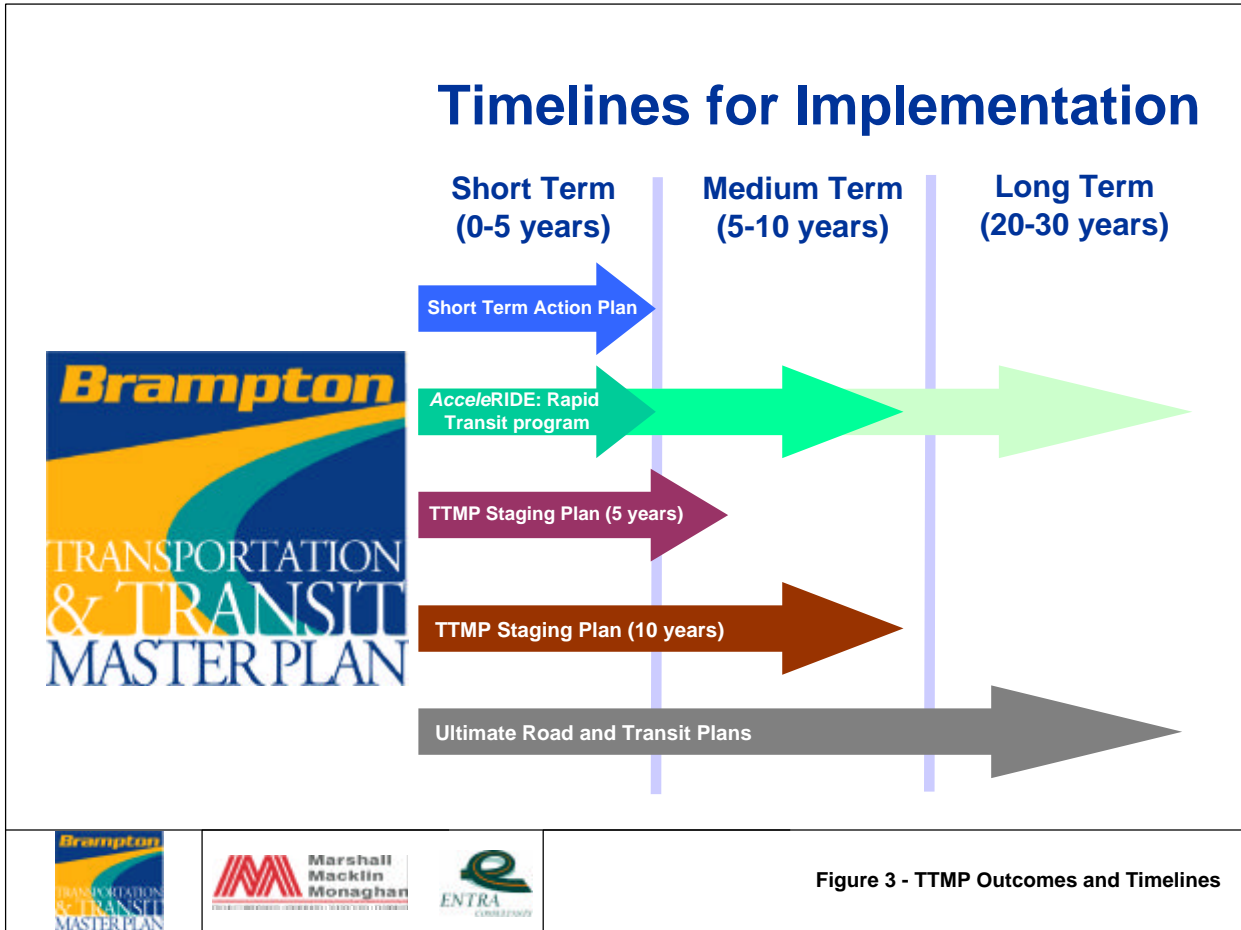 Timelines for Implementation
Short Term
(0-5 years)
Medium Term
(5-10 years)
Long Term
(20-30 years)
Short Term Action Plan
AcceleRIDE: Rapid
Transit program
TTMP Staging Plan (5 years)
TTMP Staging Plan (10 years)
Ultimate Road and Transit Plans
Brampton
TRANSPORTATION
& TRANSIT
MASTER PLAN
Brampton
TRANSPORTATION
& TRANSIT
MASTER PLAN
Marshall
Macklin
Monaghan
ENTRA
CONSULTANTS
Figure 3 - TTMP Outcomes and Timelines